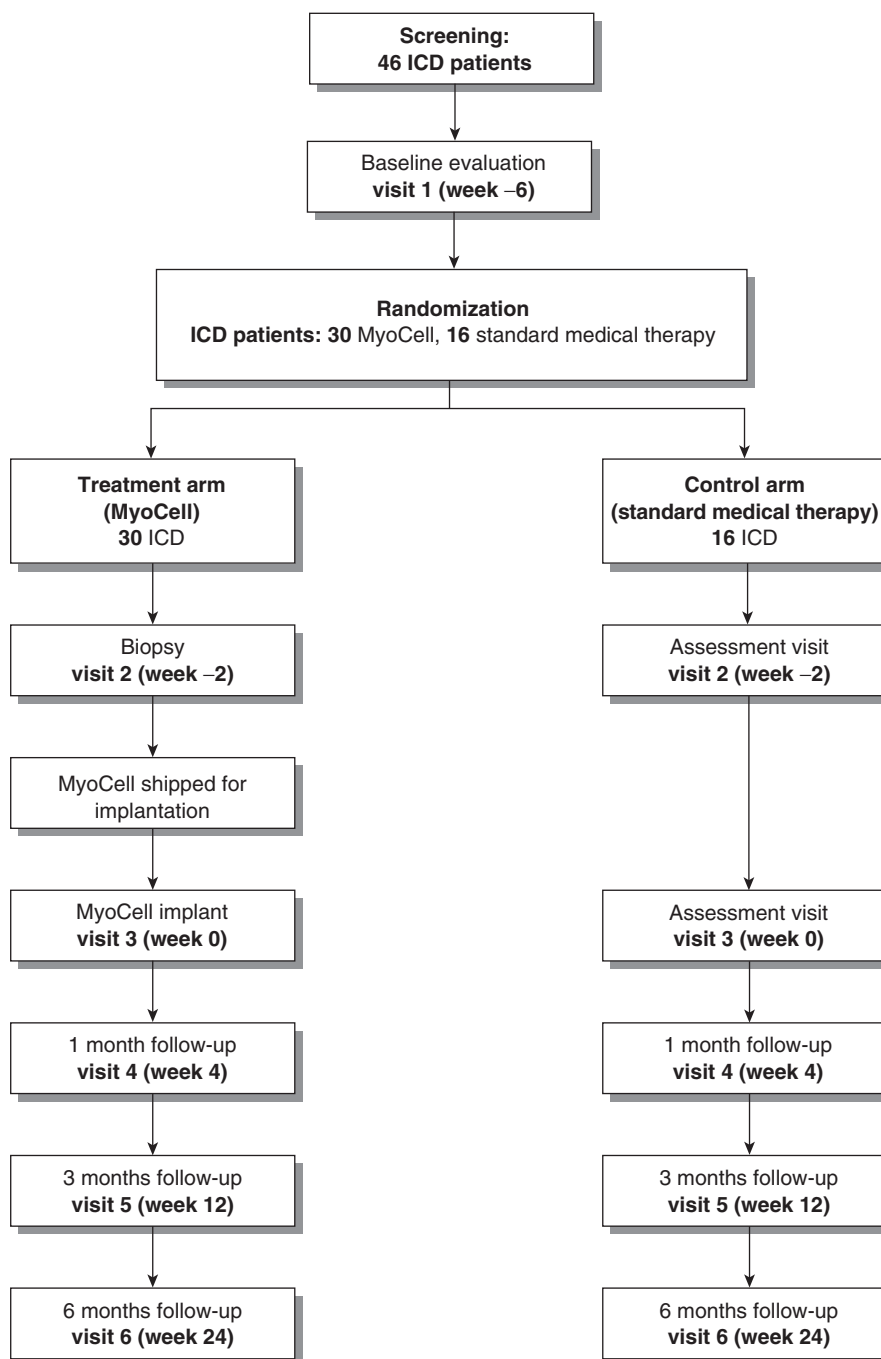 Screening:
46 ICD patients
Baseline evaluation
visit 1 (week –6)
Randomization
ICD patients: 30 MyoCell, 16 standard medical therapy
Treatment arm
(MyoCell)
30 ICD
Control arm
(standard medical therapy)
16 ICD
Biopsy
visit 2 (week –2)
Assessment visit
visit 2 (week –2)
MyoCell shipped for
implantation
MyoCell implant
visit 3 (week 0)
Assessment visit
visit 3 (week 0)
1 month follow-up
visit 4 (week 4)
1 month follow-up
visit 4 (week 4)
3 months follow-up
visit 5 (week 12)
3 months follow-up
visit 5 (week 12)
6 months follow-up
visit 6 (week 24)
6 months follow-up
visit 6 (week 24)